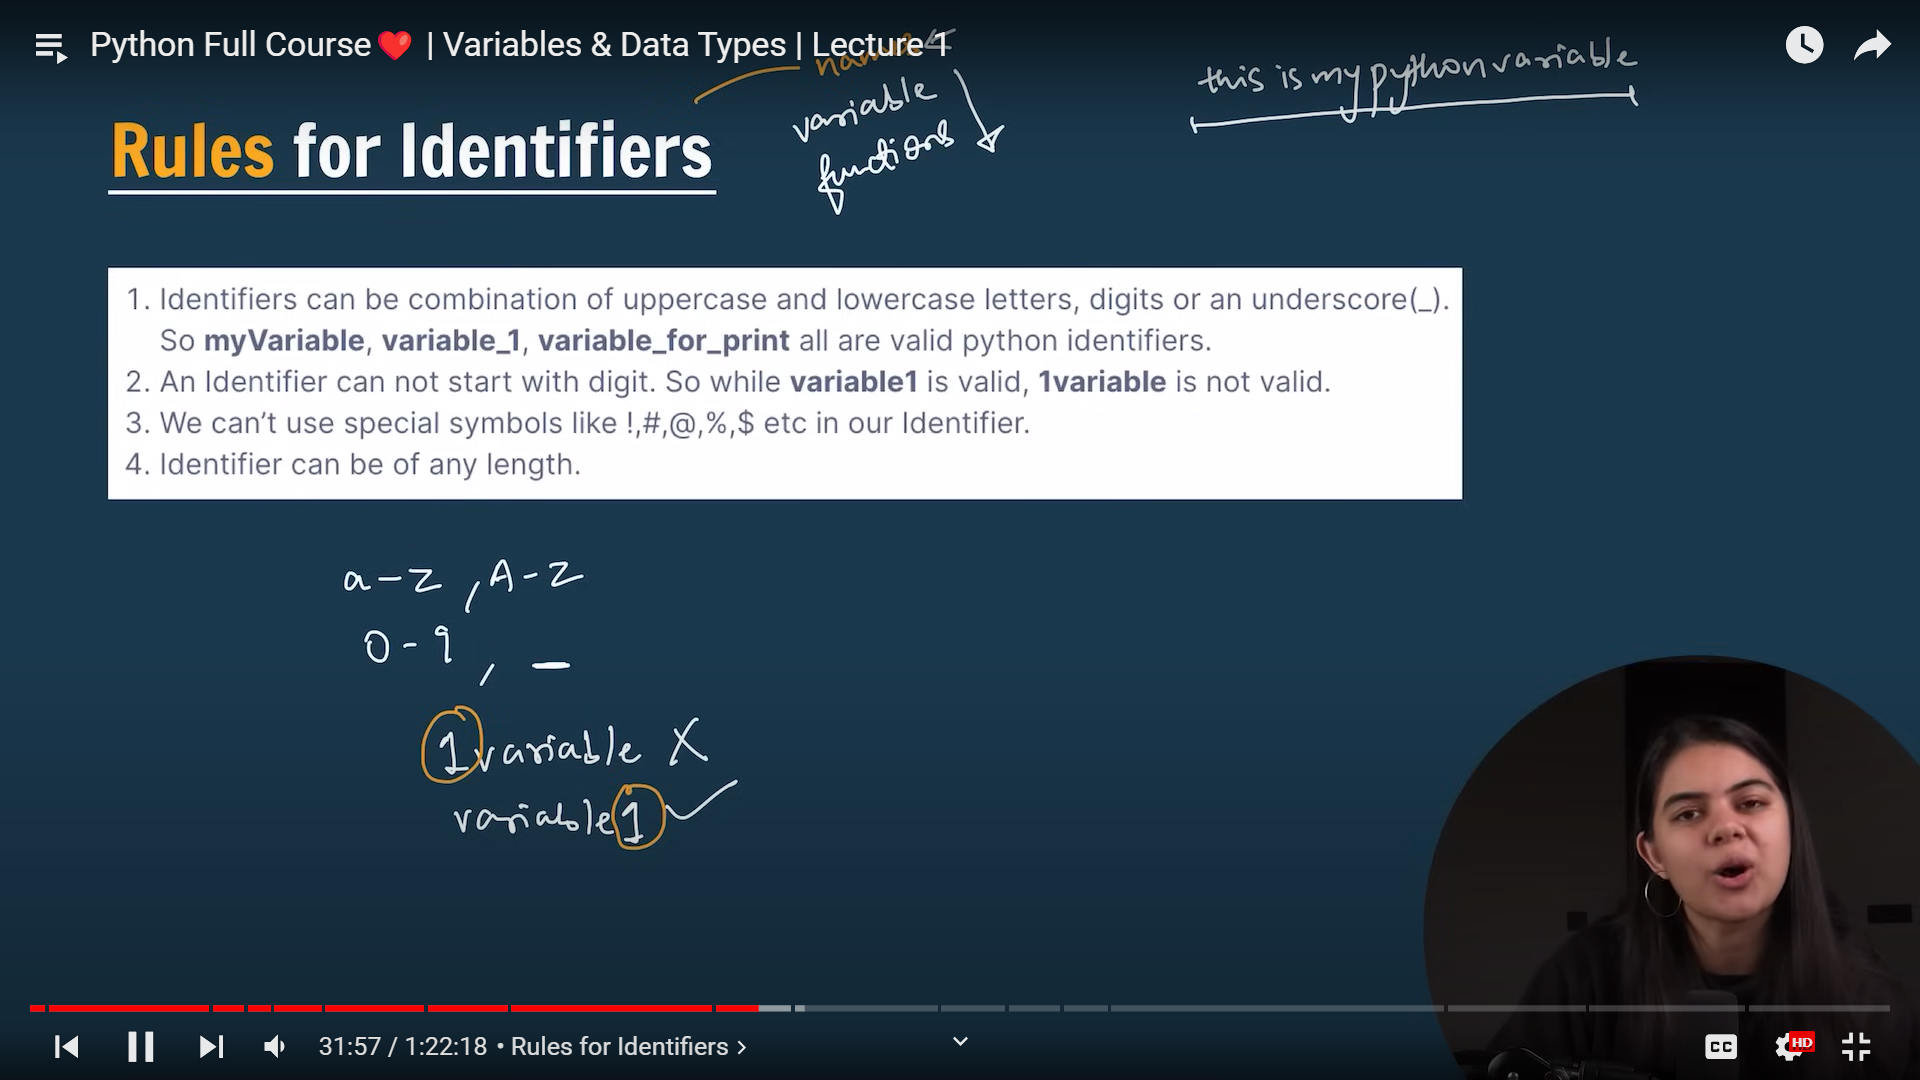 Python Full Course❤️ | Variables & Data Types | Lecture 1
name
variable
functions
this is my python variable
Rules for Identifiers
1. Identifiers can be combination of uppercase and lowercase letters, digits or an underscore(_).
So myVariable, variable_1, variable_for_print all are valid python identifiers.
2. An Identifier can not start with digit. So while variable1 is valid, 1variable is not valid.
3. We can't use special symbols like !,#,@,%,$ etc in our Identifier.
4. Identifier can be of any length.
a-z, A-Z
0-9, _
1variable X
variable1 ✓
31:57 / 1:22:18 • Rules for Identifiers
CC
HD